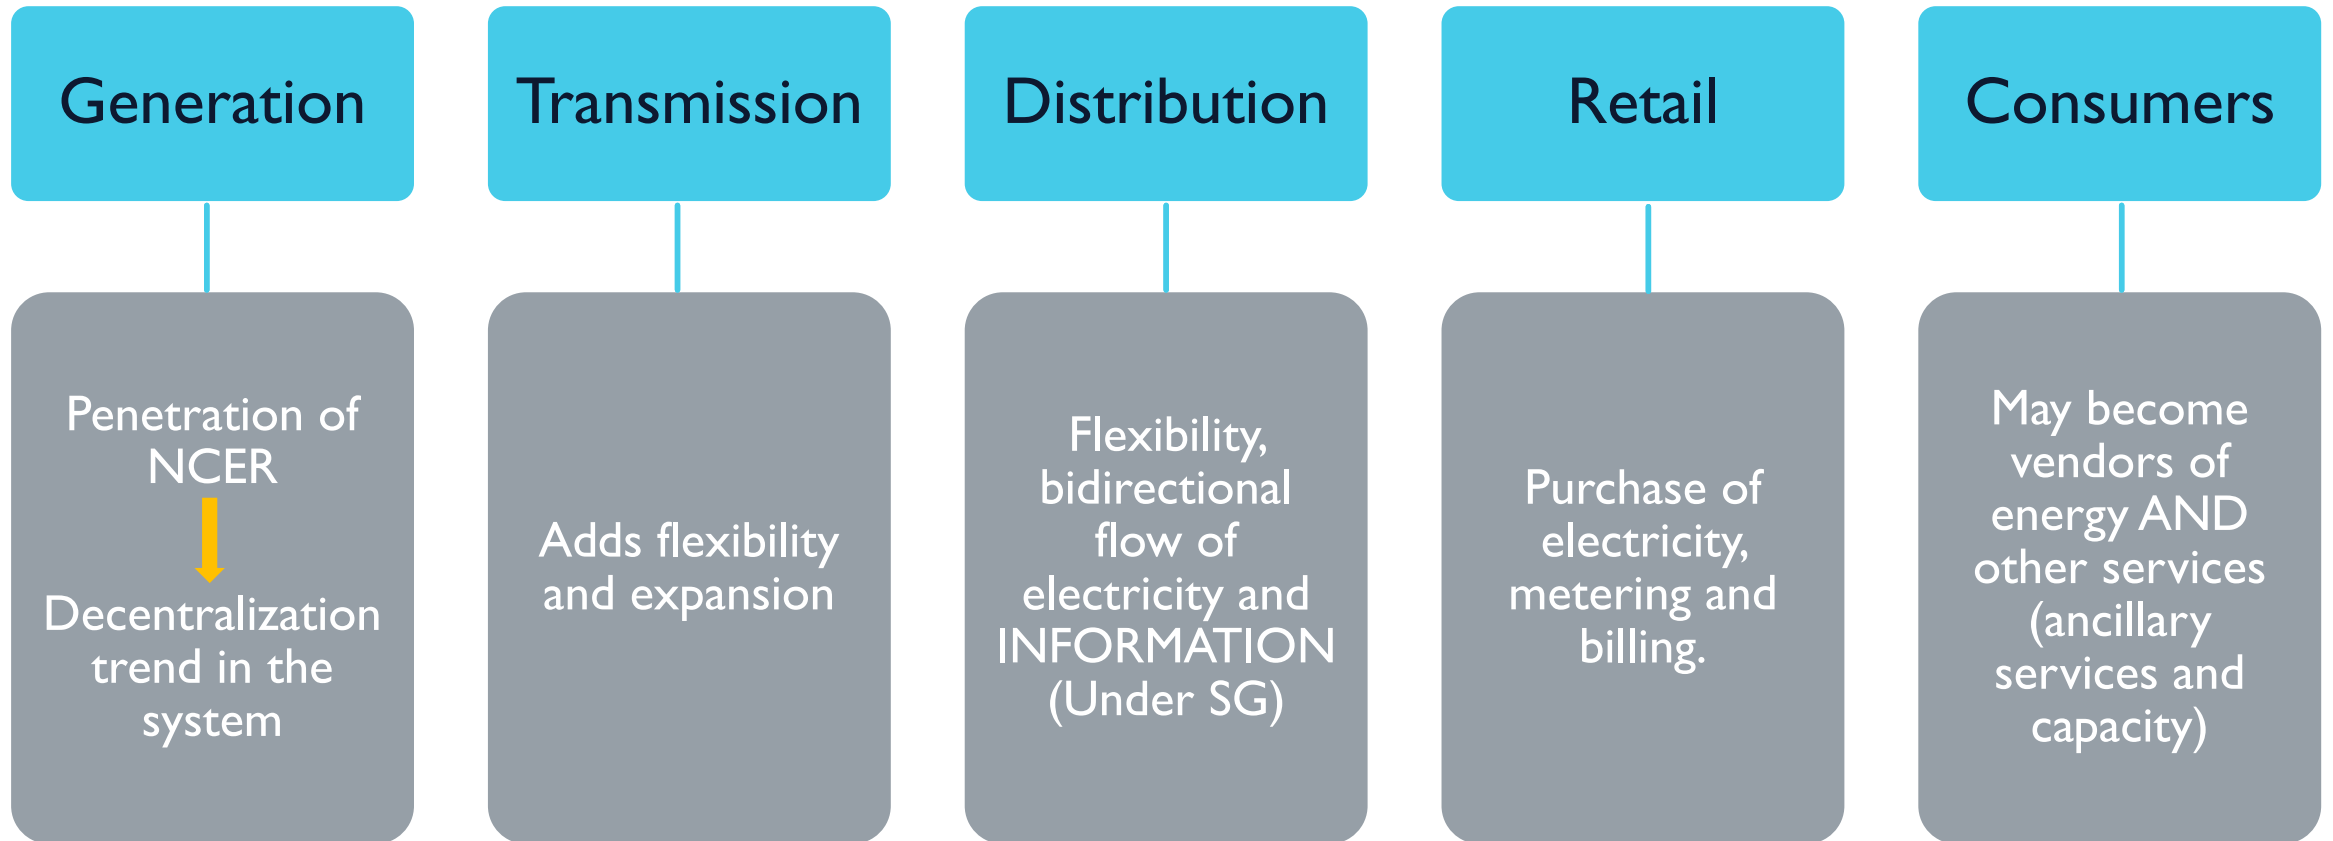 Generation
Transmission
Distribution
Retail
Consumers
Penetration of
NCER
Decentralization
trend in the
system
Adds flexibility
and expansion
Flexibility,
bidirectional
flow of
electricity and
INFORMATION
(Under SG)
Purchase of
electricity,
metering and
billing.
May become
vendors of
energy AND
other services
(ancillary
services and
capacity)